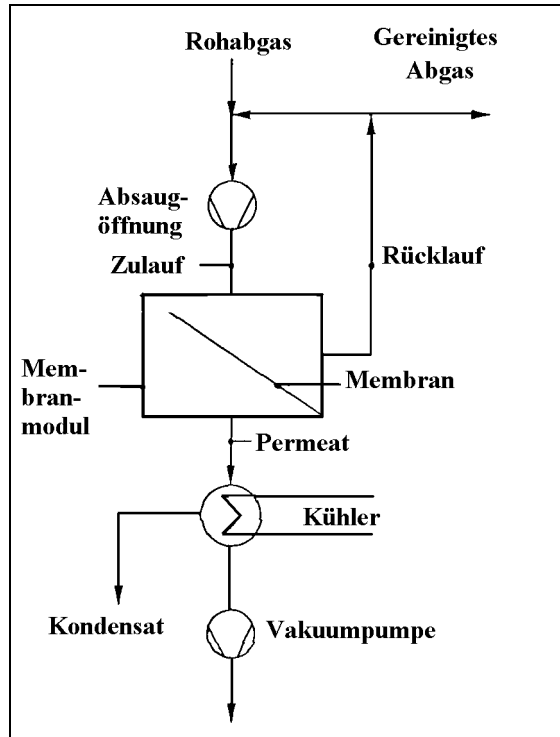 Rohabgas
Gereinigtes
Abgas
Absaug-
öffnung
Zulauf
Rücklauf
Mem-
bran-
modul
Membran
Permeat
Kühler
Kondensat
Vakuumpumpe